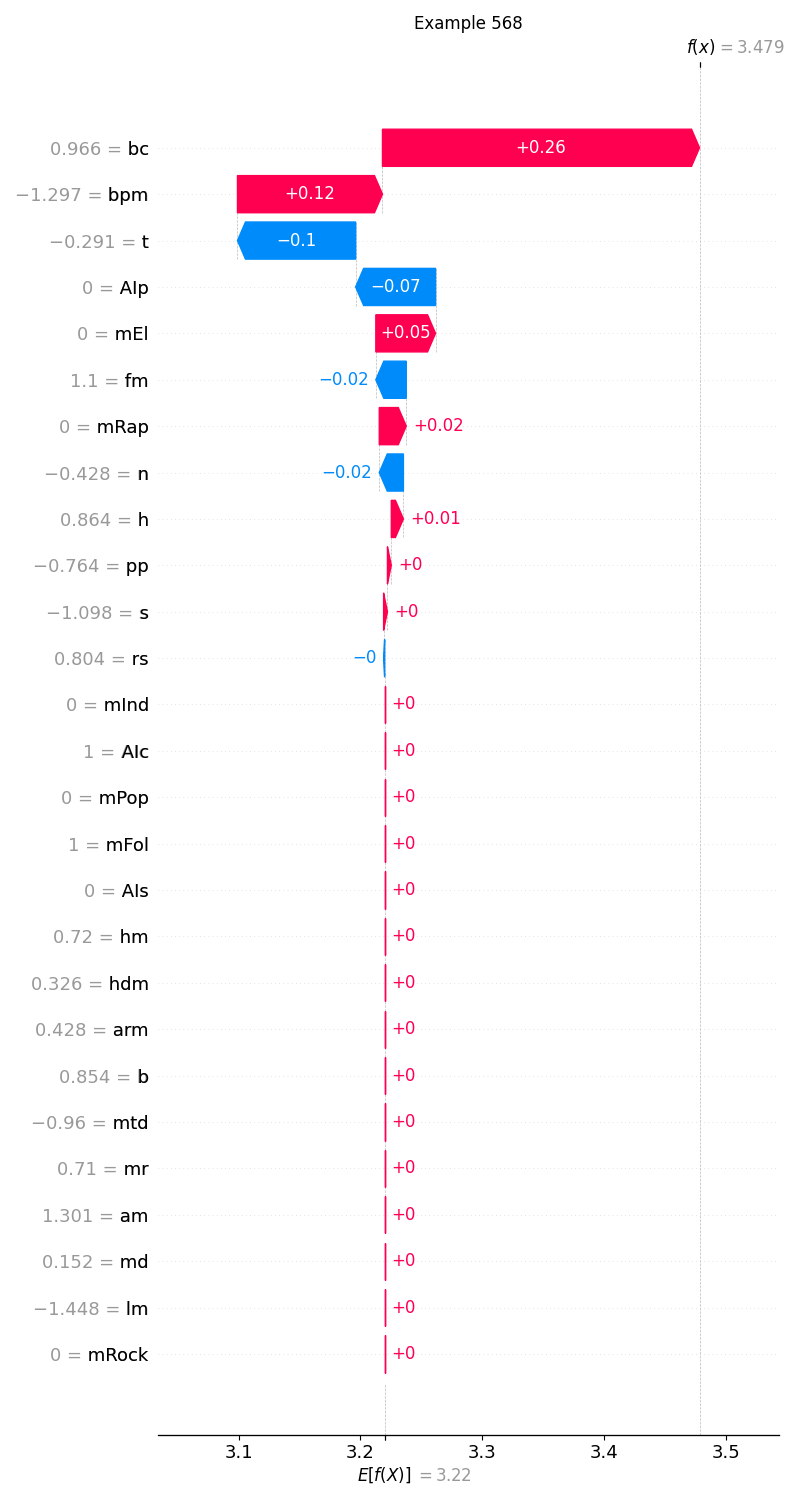 Example 568
f(x) = 3.479
0.966 = bc +0.26
−1.297 = bpm +0.12
−0.291 = t −0.1
0 = AIp −0.07
0 = mEl +0.05
1.1 = fm −0.02
0 = mRap +0.02
−0.428 = n −0.02
0.864 = h +0.01
−0.764 = pp +0
−1.098 = s +0
0.804 = rs −0
0 = mInd +0
1 = AIc +0
0 = mPop +0
1 = mFol +0
0 = AIs +0
0.72 = hm +0
0.326 = hdm +0
0.428 = arm +0
0.854 = b +0
−0.96 = mtd +0
0.71 = mr +0
1.301 = am +0
0.152 = md +0
−1.448 = lm +0
0 = mRock +0
3.1 3.2 3.3 3.4 3.5
E[f(X)] = 3.22